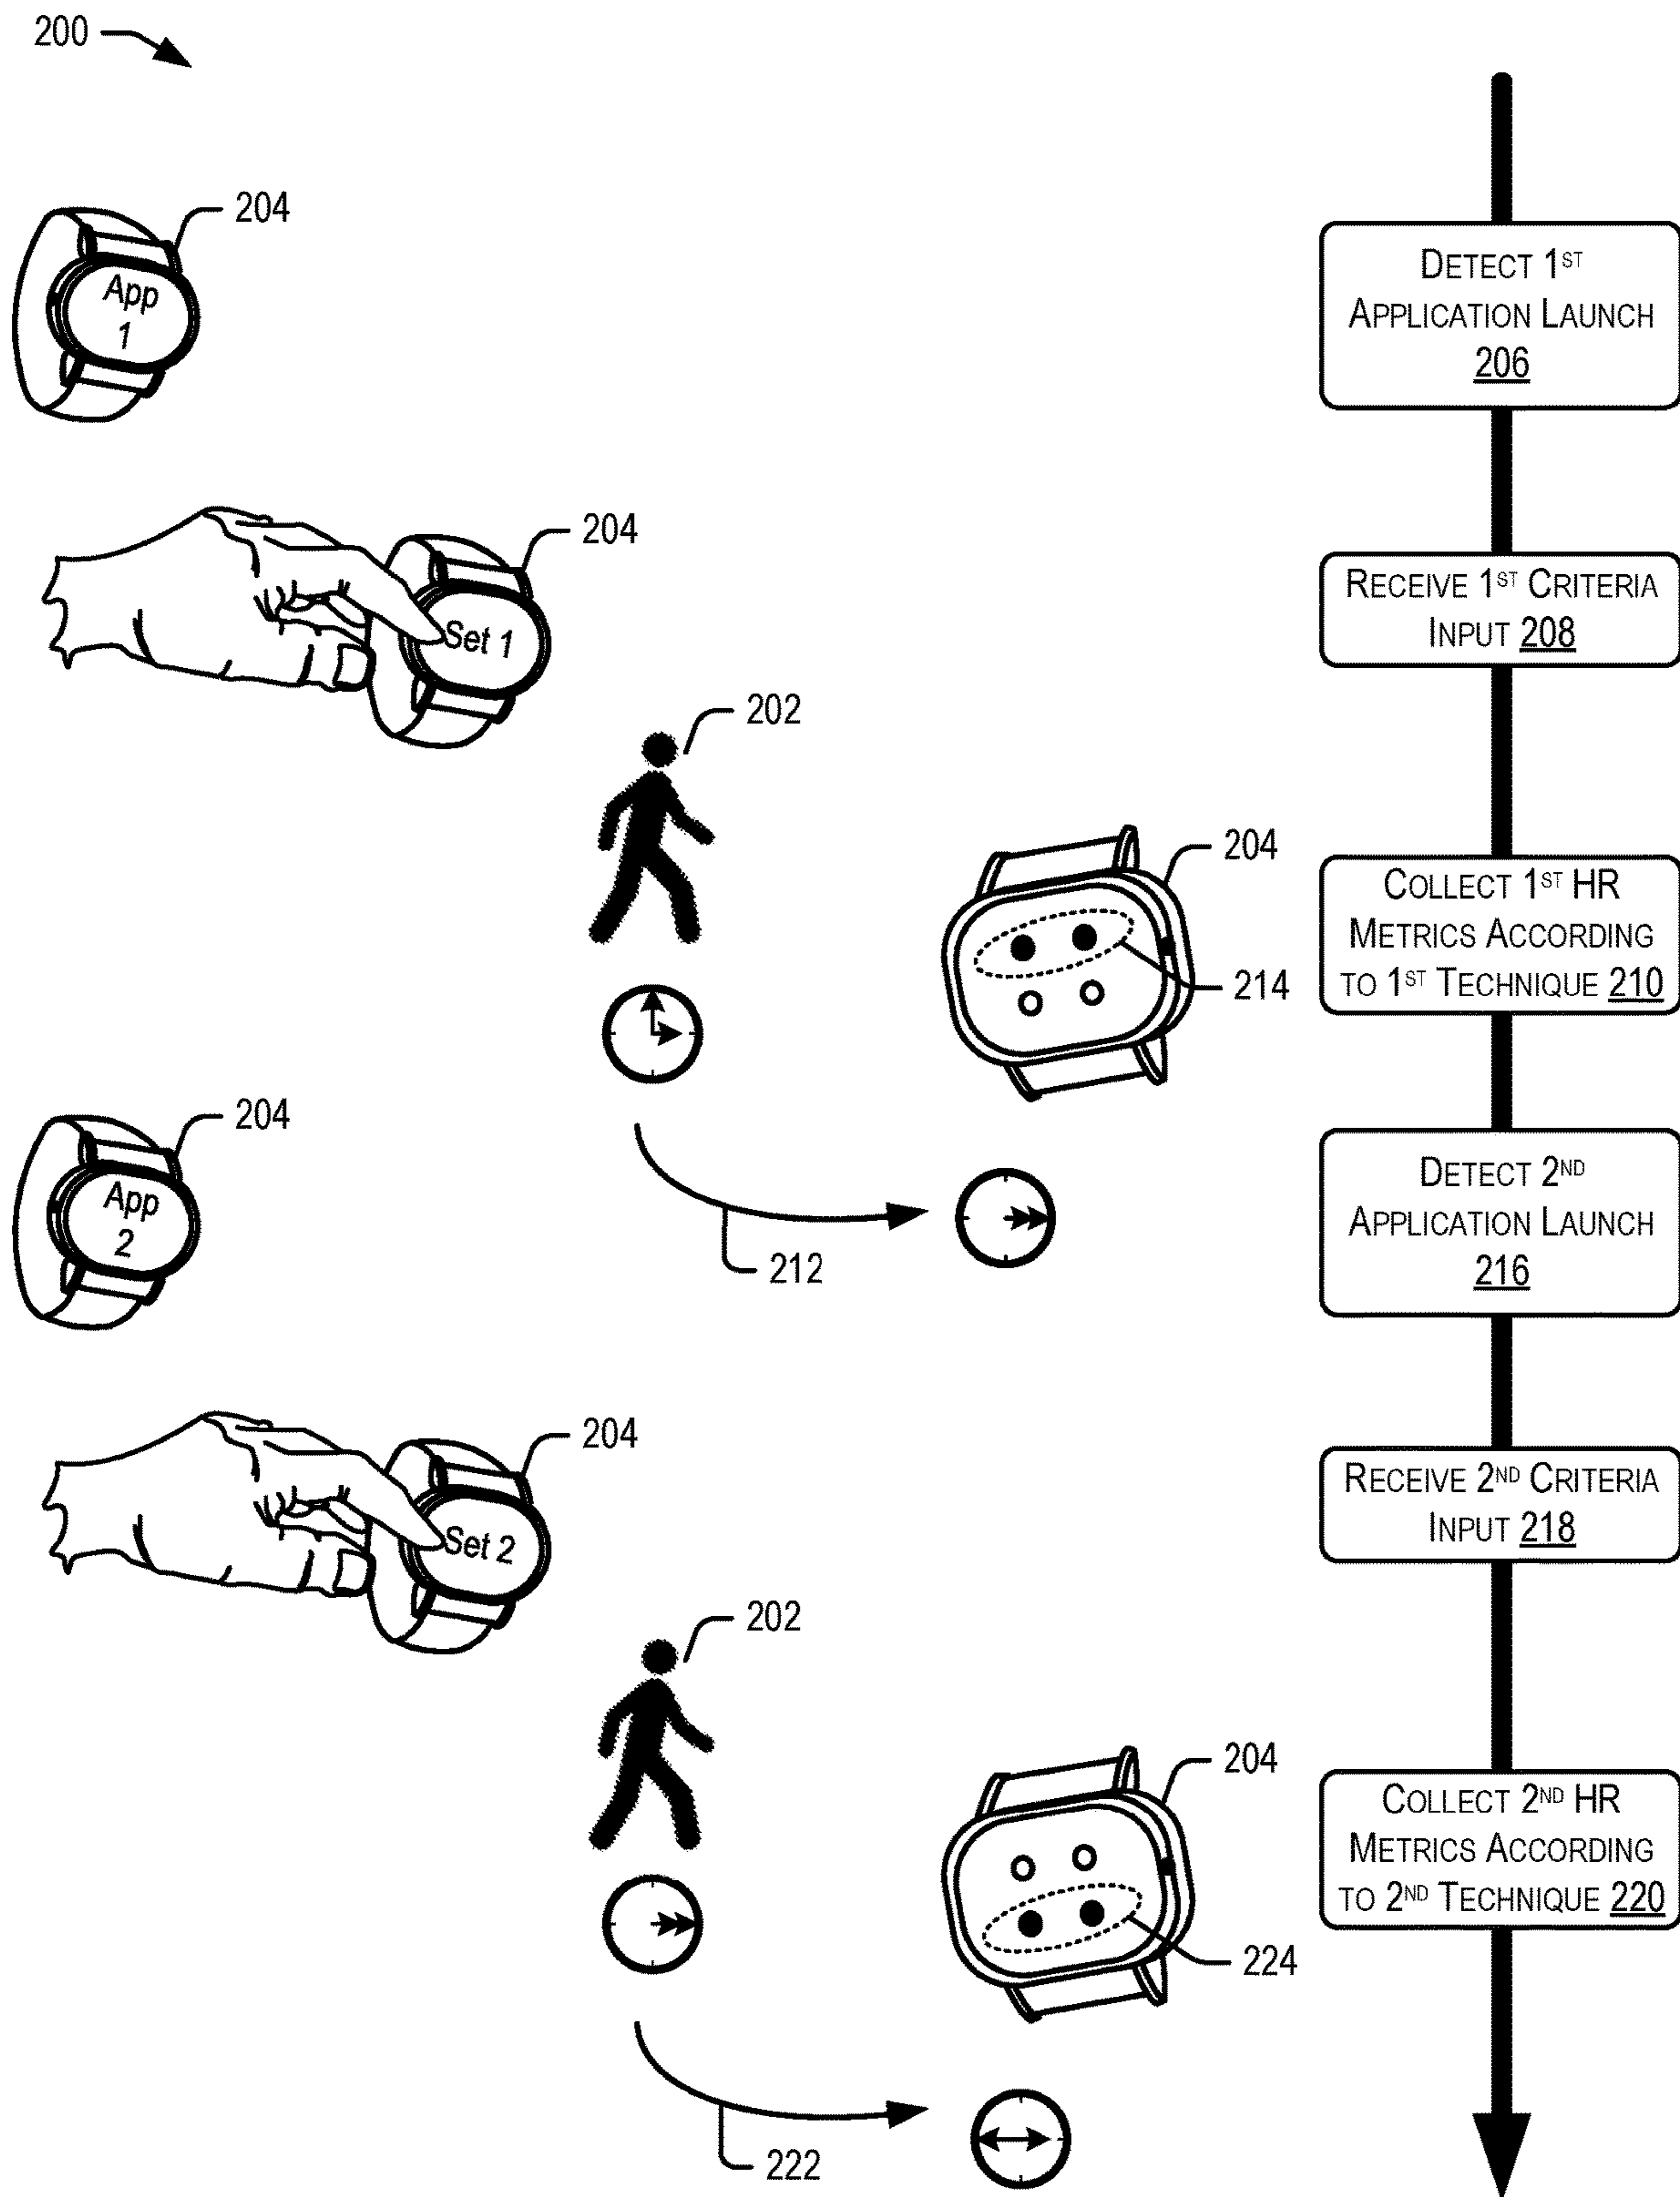 200
204
App
1
DETECT 1ST
APPLICATION LAUNCH
206
204
Set 1
RECEIVE 1ST CRITERIA
INPUT 208
202
204
214
COLLECT 1ST HR
METRICS ACCORDING
TO 1ST TECHNIQUE 210
204
App
2
212
DETECT 2ND
APPLICATION LAUNCH
216
204
Set 2
RECEIVE 2ND CRITERIA
INPUT 218
202
204
224
COLLECT 2ND HR
METRICS ACCORDING
TO 2ND TECHNIQUE 220
222